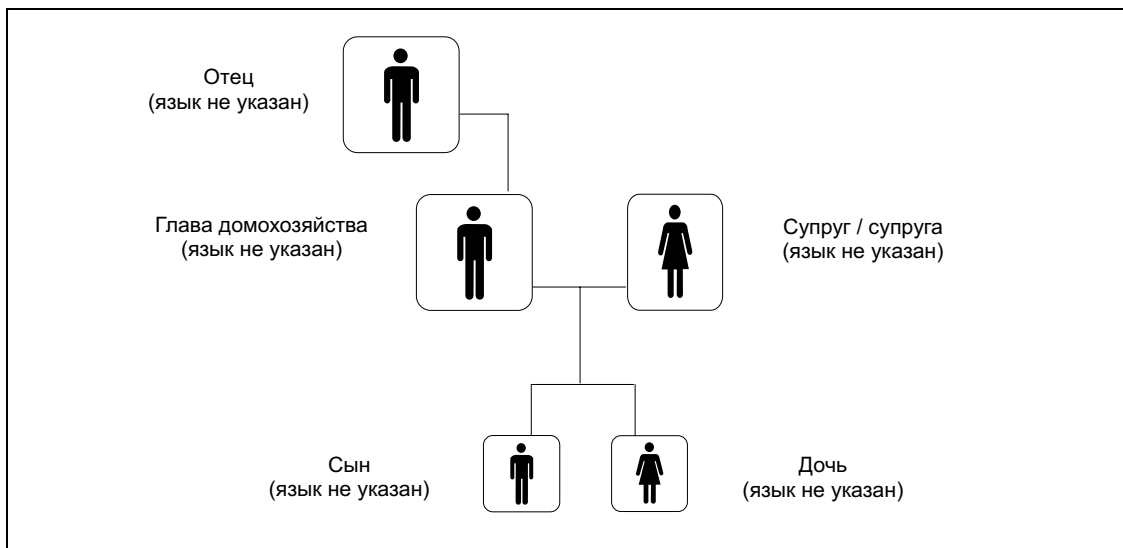 Отец
(язык не указан)
Глава домохозяйства
(язык не указан)
Супруг / супруга
(язык не указан)
Сын
(язык не указан)
Дочь
(язык не указан)